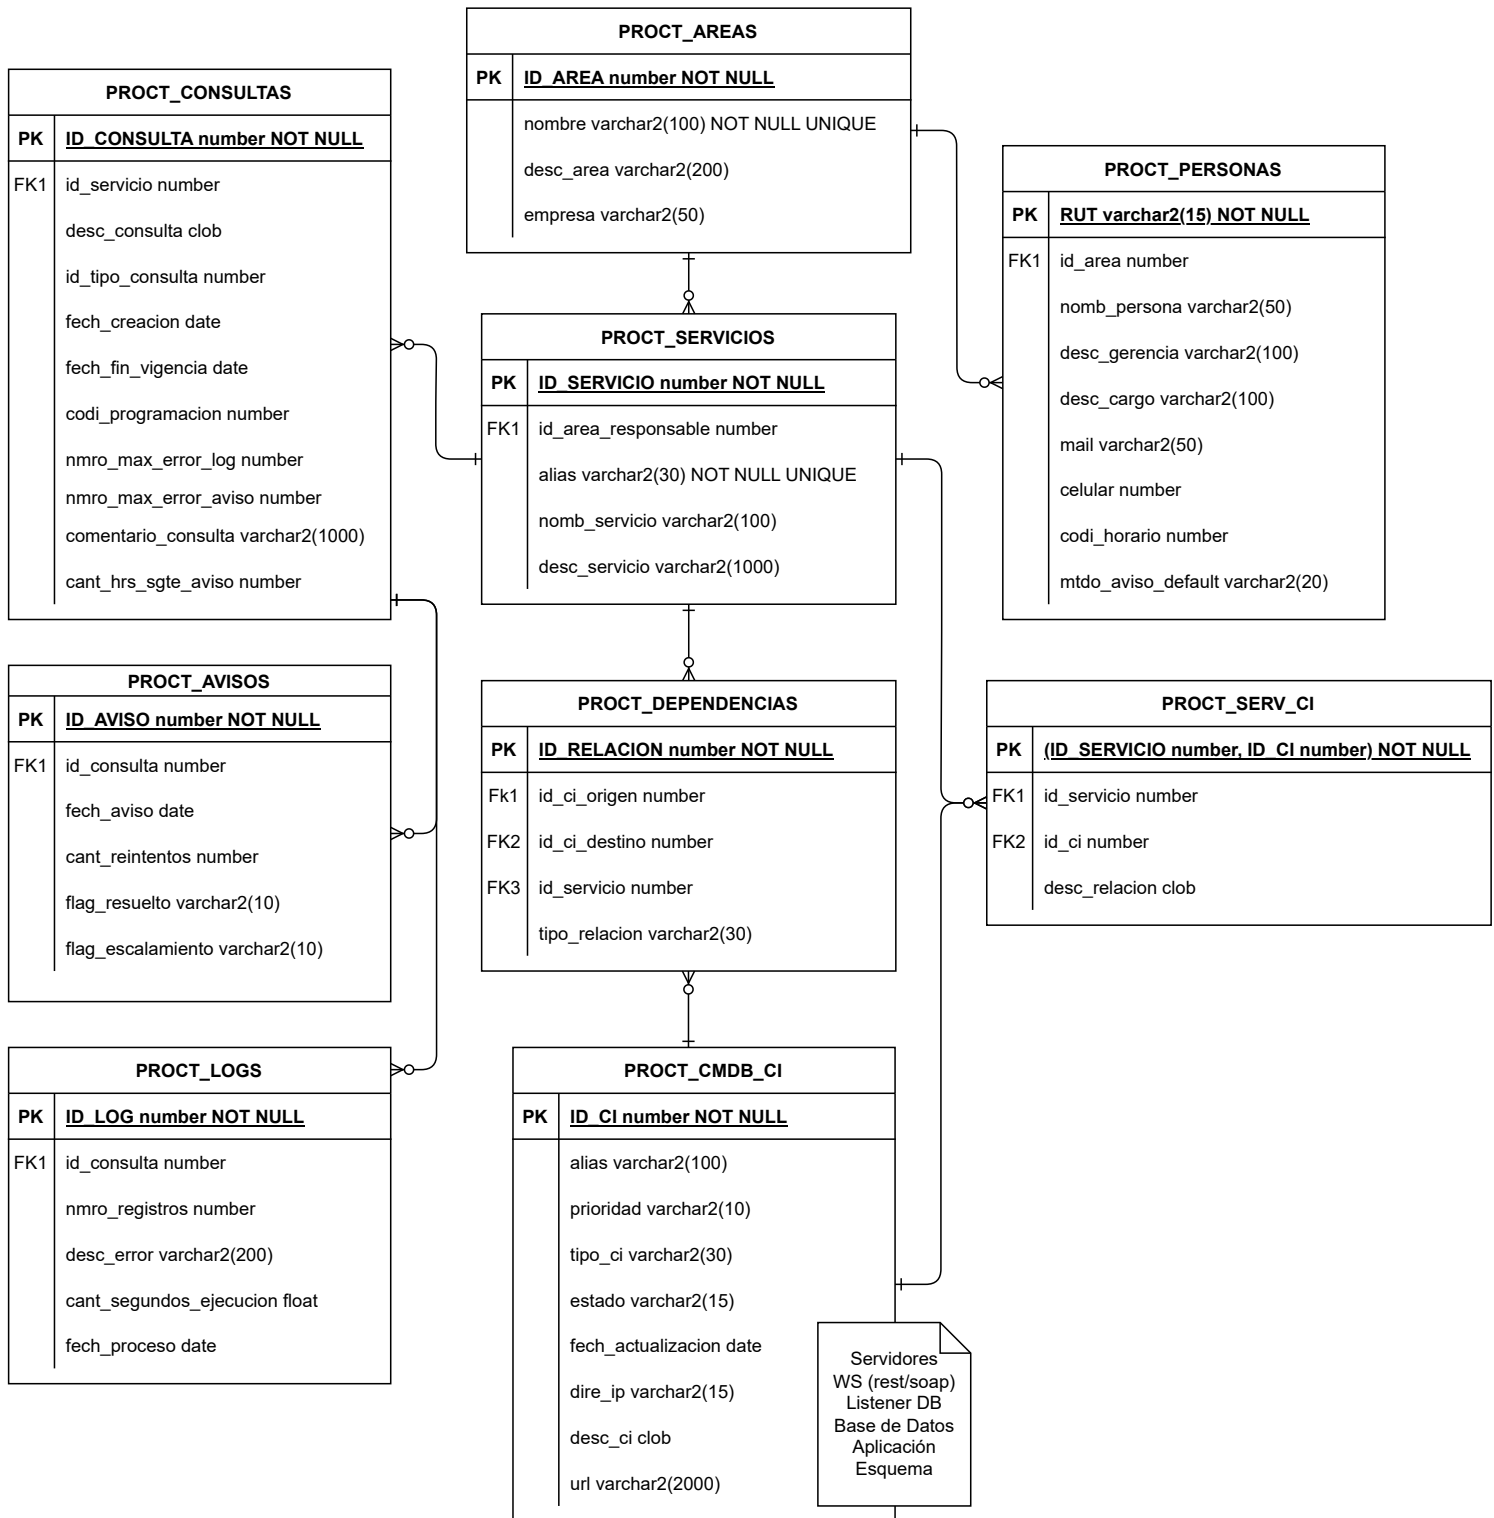 PROCT_AREAS
PK ID_AREA number NOT NULL
nombre varchar2(100) NOT NULL UNIQUE
desc_area varchar2(200)
empresa varchar2(50)
PROCT_CONSULTAS
PK ID_CONSULTA number NOT NULL
FK1 id_servicio number
desc_consulta clob
id_tipo_consulta number
fech_creacion date
fech_fin_vigencia date
codi_programacion number
nmro_max_error_log number
nmro_max_error_aviso number
comentario_consulta varchar2(1000)
cant_hrs_sgte_aviso number
PROCT_PERSONAS
PK RUT varchar2(15) NOT NULL
FK1 id_area number
nomb_persona varchar2(50)
desc_gerencia varchar2(100)
desc_cargo varchar2(100)
mail varchar2(50)
celular number
codi_horario number
mtdo_aviso_default varchar2(20)
PROCT_SERVICIOS
PK ID_SERVICIO number NOT NULL
FK1 id_area_responsable number
alias varchar2(30) NOT NULL UNIQUE
nomb_servicio varchar2(100)
desc_servicio varchar2(1000)
PROCT_AVISOS
PK ID_AVISO number NOT NULL
FK1 id_consulta number
fech_aviso date
cant_reintentos number
flag_resuelto varchar2(10)
flag_escalamiento varchar2(10)
PROCT_DEPENDENCIAS
PK ID_RELACION number NOT NULL
Fk1 id_ci_origen number
FK2 id_ci_destino number
FK3 id_servicio number
tipo_relacion varchar2(30)
PROCT_SERV_CI
PK (ID_SERVICIO number, ID_CI number) NOT NULL
FK1 id_servicio number
FK2 id_ci number
desc_relacion clob
PROCT_LOGS
PK ID_LOG number NOT NULL
FK1 id_consulta number
nmro_registros number
desc_error varchar2(200)
cant_segundos_ejecucion float
fech_proceso date
PROCT_CMDB_CI
PK ID_CI number NOT NULL
alias varchar2(100)
prioridad varchar2(10)
tipo_ci varchar2(30)
estado varchar2(15)
fech_actualizacion date
dire_ip varchar2(15)
desc_ci clob
url varchar2(2000)
Servidores
WS (rest/soap)
Listener DB
Base de Datos
Aplicación
Esquema